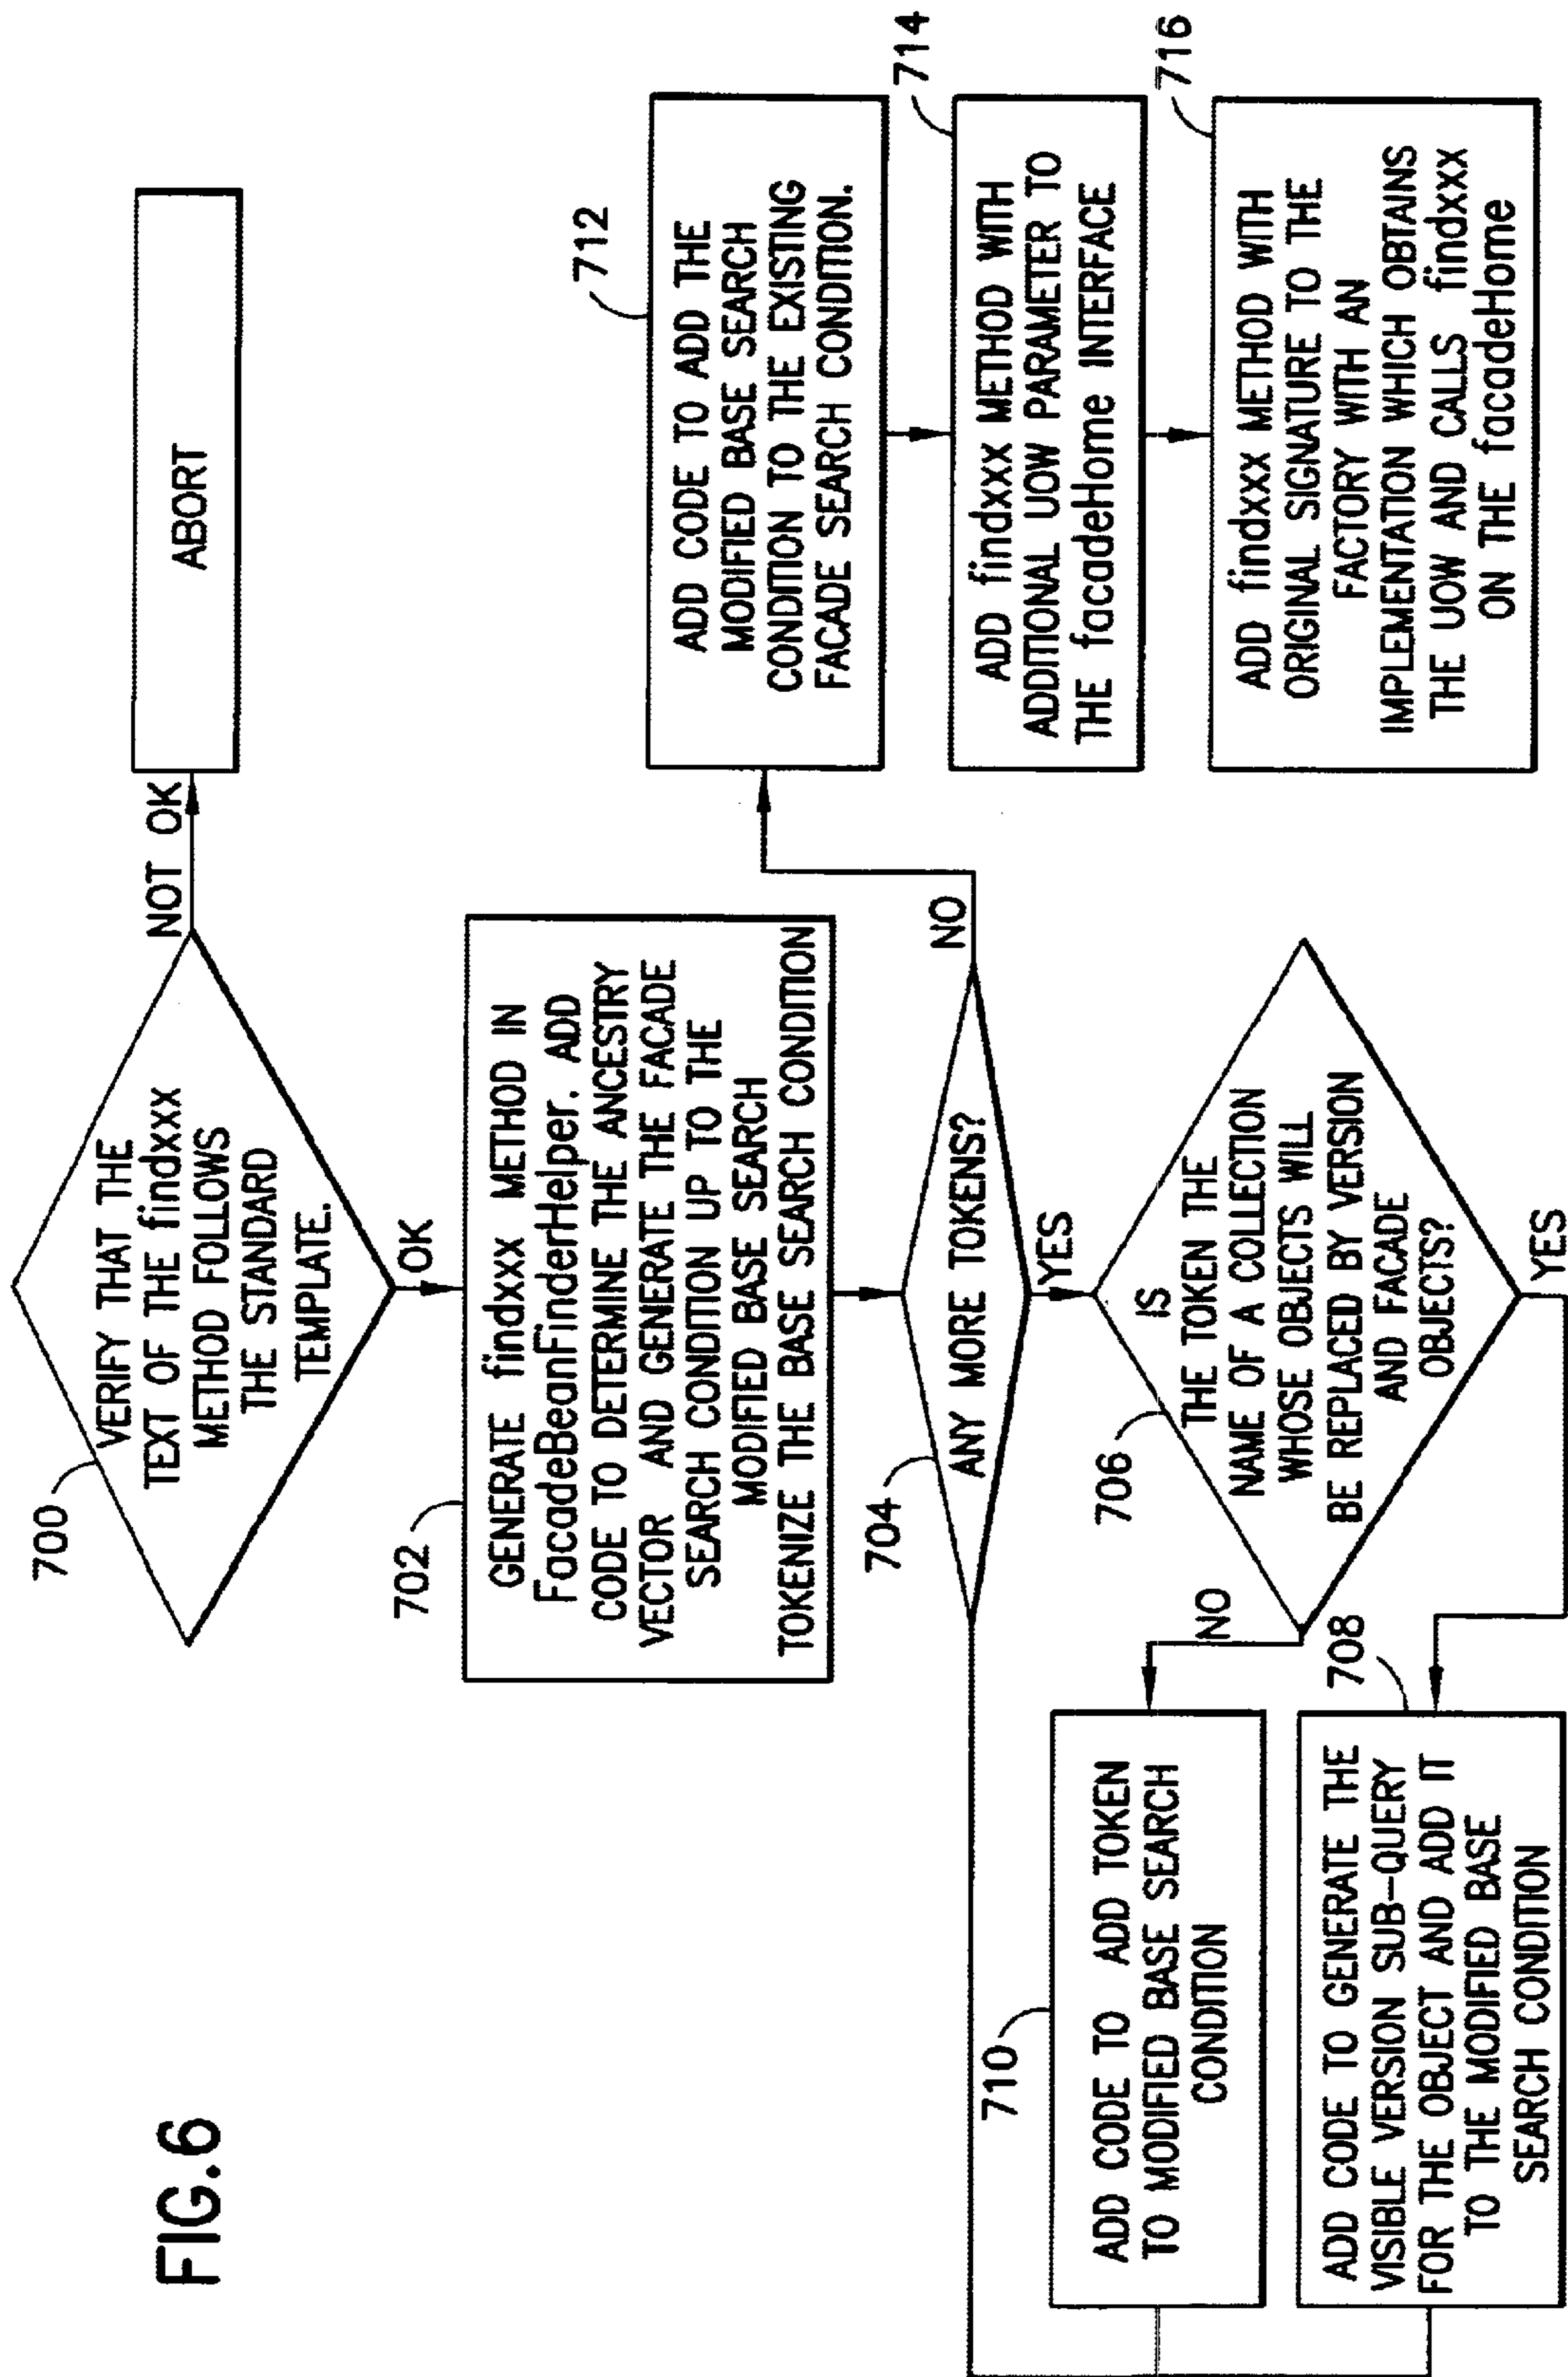 FIG.6
700
VERIFY THAT THE
TEXT OF THE findxxx
METHOD FOLLOWS
THE STANDARD
TEMPLATE.
NOT OK
ABORT
OK
702
GENERATE findxxx METHOD IN
FacadeBeanFinderHelper. ADD
CODE TO DETERMINE THE ANCESTRY
VECTOR AND GENERATE THE FACADE
SEARCH CONDITION UP TO THE
MODIFIED BASE SEARCH
TOKENIZE THE BASE SEARCH CONDITION
704
ANY MORE TOKENS?
NO
YES
706
IS
THE TOKEN THE
NAME OF A COLLECTION
WHOSE OBJECTS WILL
BE REPLACED BY VERSION
AND FACADE
OBJECTS?
NO
YES
710
ADD CODE TO ADD TOKEN
TO MODIFIED BASE SEARCH
CONDITION
708
ADD CODE TO GENERATE THE
VISIBLE VERSION SUB-QUERY
FOR THE OBJECT AND ADD IT
TO THE MODIFIED BASE
SEARCH CONDITION
712
ADD CODE TO ADD THE
MODIFIED BASE SEARCH
CONDITION TO THE EXISTING
FACADE SEARCH CONDITION.
714
ADD findxxx METHOD WITH
ADDITIONAL UOW PARAMETER TO
THE facadeHome INTERFACE
716
ADD findxxx METHOD WITH
ORIGINAL SIGNATURE TO THE
FACTORY WITH AN
IMPLEMENTATION WHICH OBTAINS
THE UOW AND CALLS findxxx
ON THE facadeHome